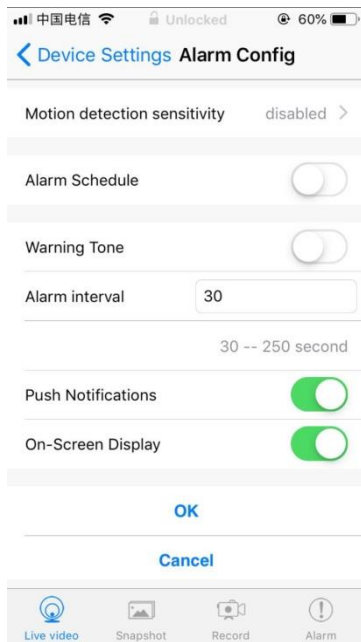 中国电信 Unlocked 60%
Device Settings Alarm Config
Motion detection sensitivity disabled
Alarm Schedule
Warning Tone
Alarm interval 30
30 -- 250 second
Push Notifications
On-Screen Display
OK
Cancel
Live video Snapshot Record Alarm